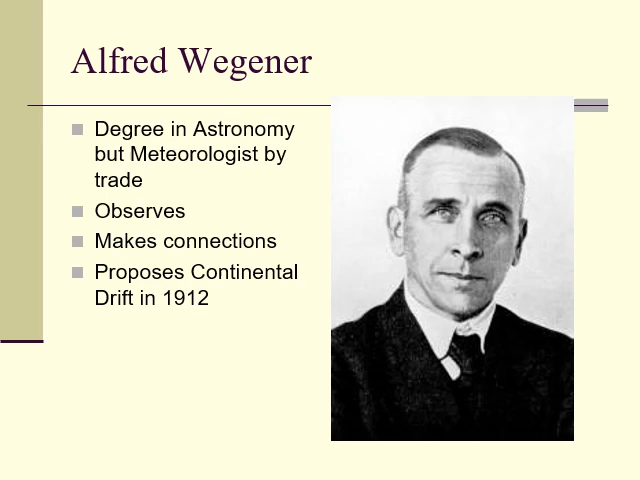 Alfred Wegener
Degree in Astronomy
but Meteorologist by
trade
Observes
Makes connections
Proposes Continental
Drift in 1912